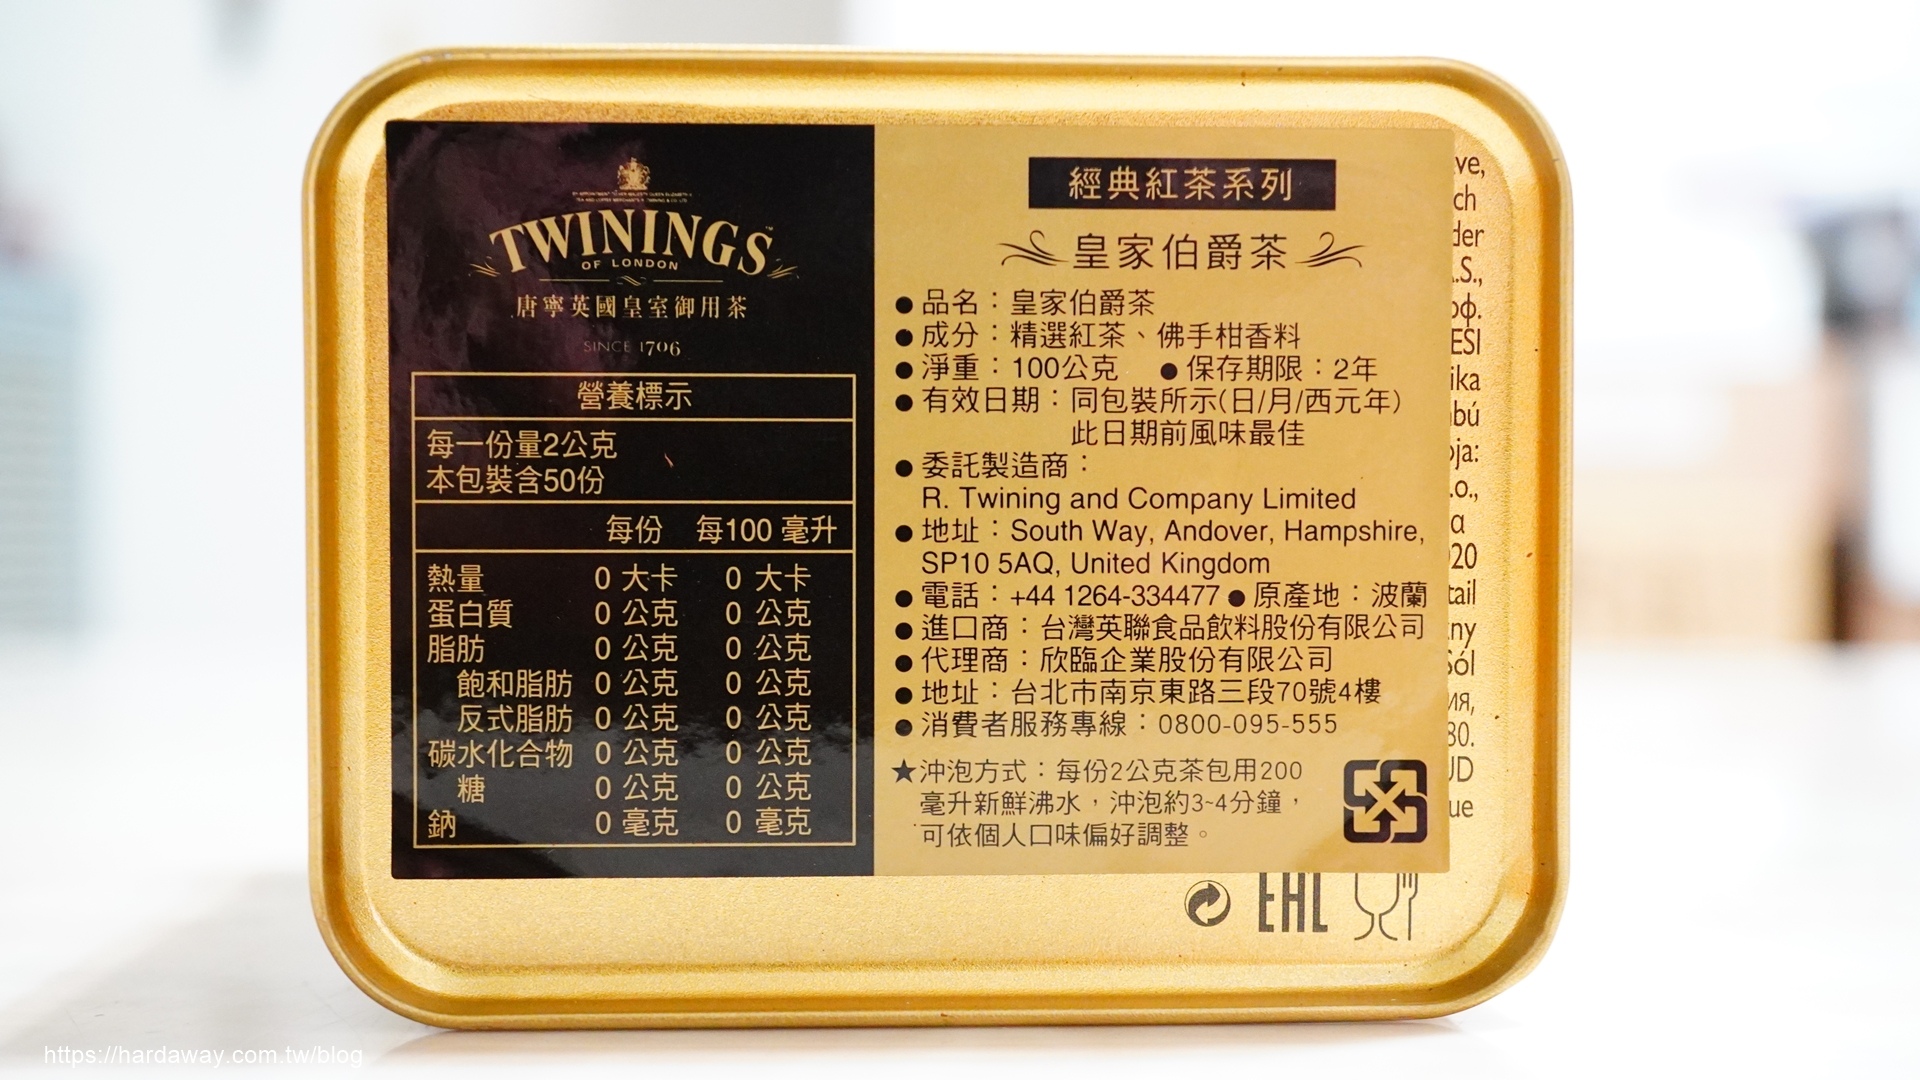 TWININGS
OF LONDON
唐寧英國皇室御用茶
SINCE 1706
營養標示
每一份量2公克
本包裝含50份
每份 每100 毫升
熱量 0 大卡 0 大卡
蛋白質 0 公克 0 公克
脂肪 0 公克 0 公克
飽和脂肪 0 公克 0 公克
反式脂肪 0 公克 0 公克
碳水化合物 0 公克 0 公克
糖 0 公克 0 公克
鈉 0 毫克 0 毫克
經典紅茶系列
皇家伯爵茶
●品名：皇家伯爵茶
●成分：精選紅茶、佛手柑香料
●淨重：100公克 ●保存期限：2年
●有效日期：同包裝所示(日/月/西元年)
此日期前風味最佳
●委託製造商：
R. Twining and Company Limited
●地址：South Way, Andover, Hampshire,
SP10 5AQ, United Kingdom
●電話：+44 1264-334477 ●原產地：波蘭
●進口商：台灣英聯食品飲料股份有限公司
●代理商：欣臨企業股份有限公司
●地址：台北市南京東路三段70號4樓
●消費者服務專線：0800-095-555
★沖泡方式：每份2公克茶包用200
毫升新鮮沸水，沖泡約3~4分鐘，
可依個人口味偏好調整。
EAC
https://hardaway.com.tw/blog